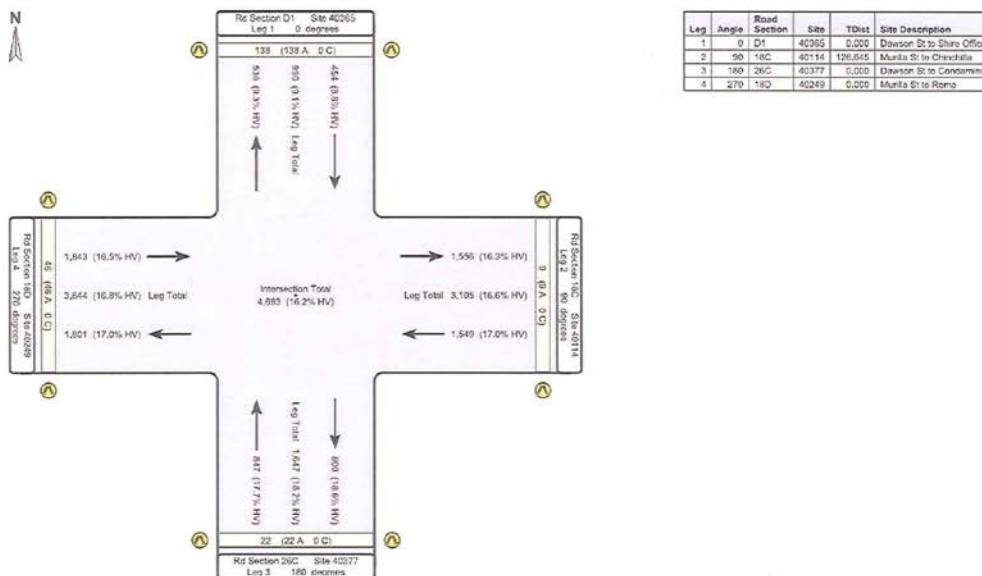 N
Rd Section D1 Site 40365
Leg 1 0 degrees
138 (138 A 0 C)
536 (9.3% HV)
990 (9.1% HV) Leg Total
454 (8.8% HV)
Rd Section 18D Site 40249
Leg 4 270 degrees
46 (46 A 0 C)
1,843 (16.5% HV)
3,644 (16.8% HV) Leg Total
1,801 (17.0% HV)
Intersection Total
4,693 (16.2% HV)
1,556 (16.3% HV)
Leg Total 3,105 (16.6% HV)
1,549 (17.0% HV)
9 (9 A 0 C)
Rd Section 18C Site 40114
Leg 2 90 degrees
847 (17.7% HV)
Leg Total 1,647 (18.2% HV)
800 (18.6% HV)
22 (22 A 0 C)
Rd Section 26C Site 40377
Leg 3 180 degrees
Leg Angle Road Section Site TDist Site Description
1 0 D1 40365 0.000 Dawson St to Shire Offic
2 90 18C 40114 126.645 Murilla St to Chinchilla
3 180 26C 40377 0.000 Dawson St to Condamin
4 270 18D 40249 0.000 Murilla St to Roma